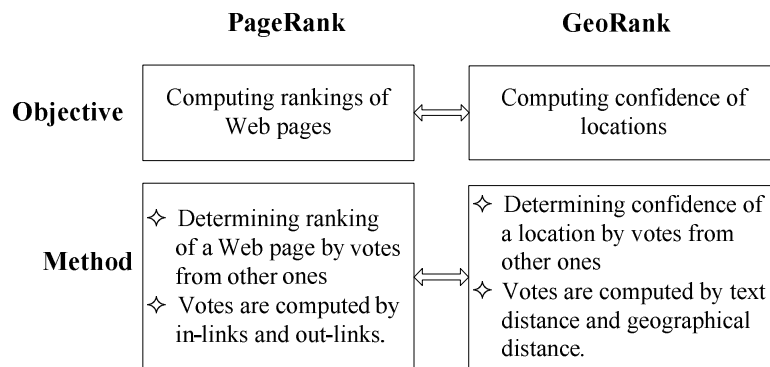 PageRank
GeoRank
Objective
Computing rankings of
Web pages
Computing confidence of
locations
Method
Determining ranking
of a Web page by votes
from other ones
Votes are computed by
in-links and out-links.
Determining confidence of
a location by votes from
other ones
Votes are computed by text
distance and geographical
distance.